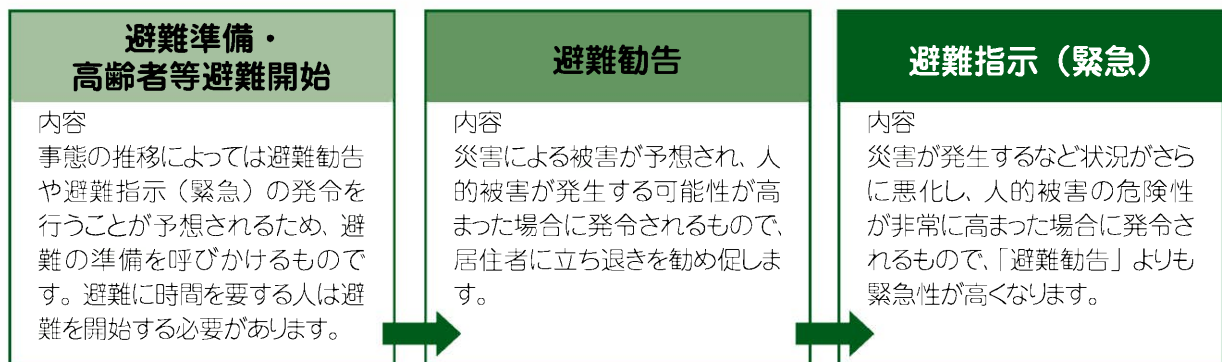 避難準備・
高齢者等避難開始
内容
事態の推移によっては避難勧告
や避難指示（緊急）の発令を
行うことが予想されるため、避
難の準備を呼びかけるもので
す。避難に時間を要する人は避
難を開始する必要があります。
避難勧告
内容
災害による被害が予想され、人
的被害が発生する可能性が高
まった場合に発令されるもので、
居住者に立ち退きを勧め促しま
す。
避難指示（緊急）
内容
災害が発生するなど状況がさら
に悪化し、人的被害の危険性
が非常に高まった場合に発令さ
れるもので、「避難勧告」よりも
緊急性が高くなります。